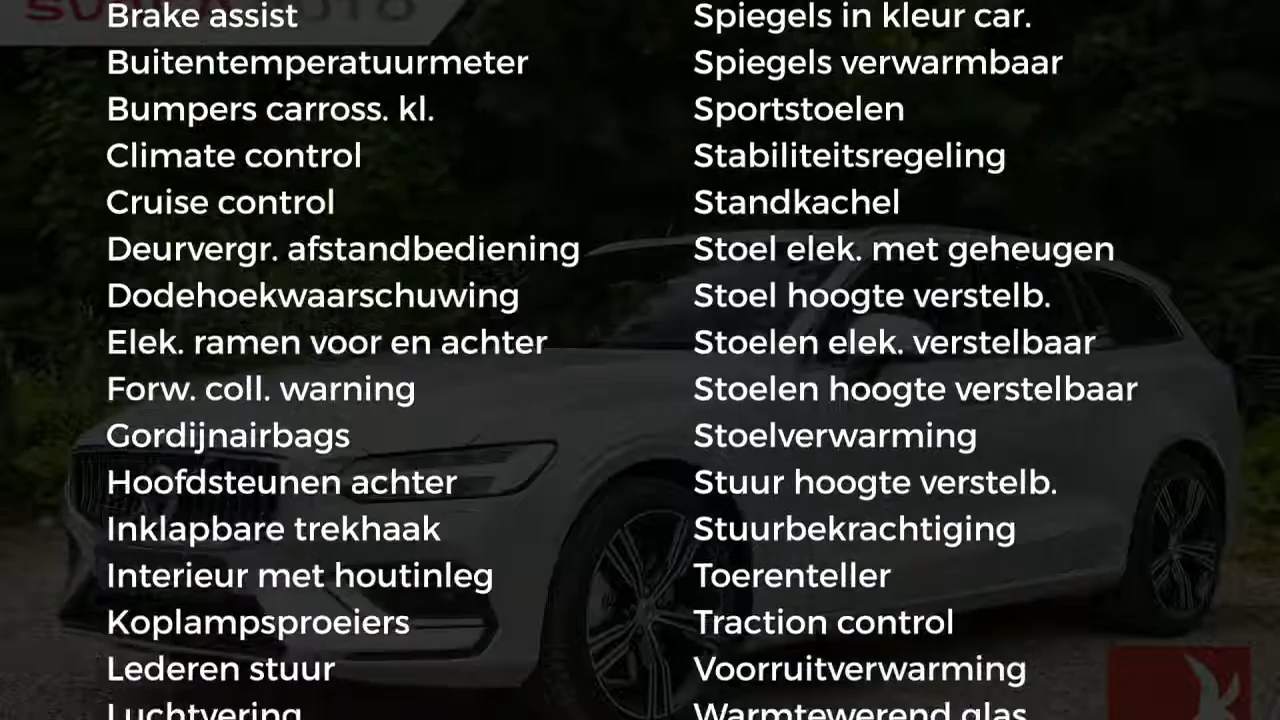 Brake assist
Buitentemperatuurmeter
Bumpers carross. kl.
Climate control
Cruise control
Deurvergr. afstandbediening
Dodehoekwaarschuwing
Elek. ramen voor en achter
Forw. coll. warning
Gordijnairbags
Hoofdsteunen achter
Inklapbare trekhaak
Interieur met houtinleg
Koplampsproeiers
Lederen stuur
Luchtvering
Spiegels in kleur car.
Spiegels verwarmbaar
Sportstoelen
Stabiliteitsregeling
Standkachel
Stoel elek. met geheugen
Stoel hoogte verstelb.
Stoelen elek. verstelbaar
Stoelen hoogte verstelbaar
Stoelverwarming
Stuur hoogte verstelb.
Stuurbekrachtiging
Toerenteller
Traction control
Voorruitverwarming
Warmtewerend glas